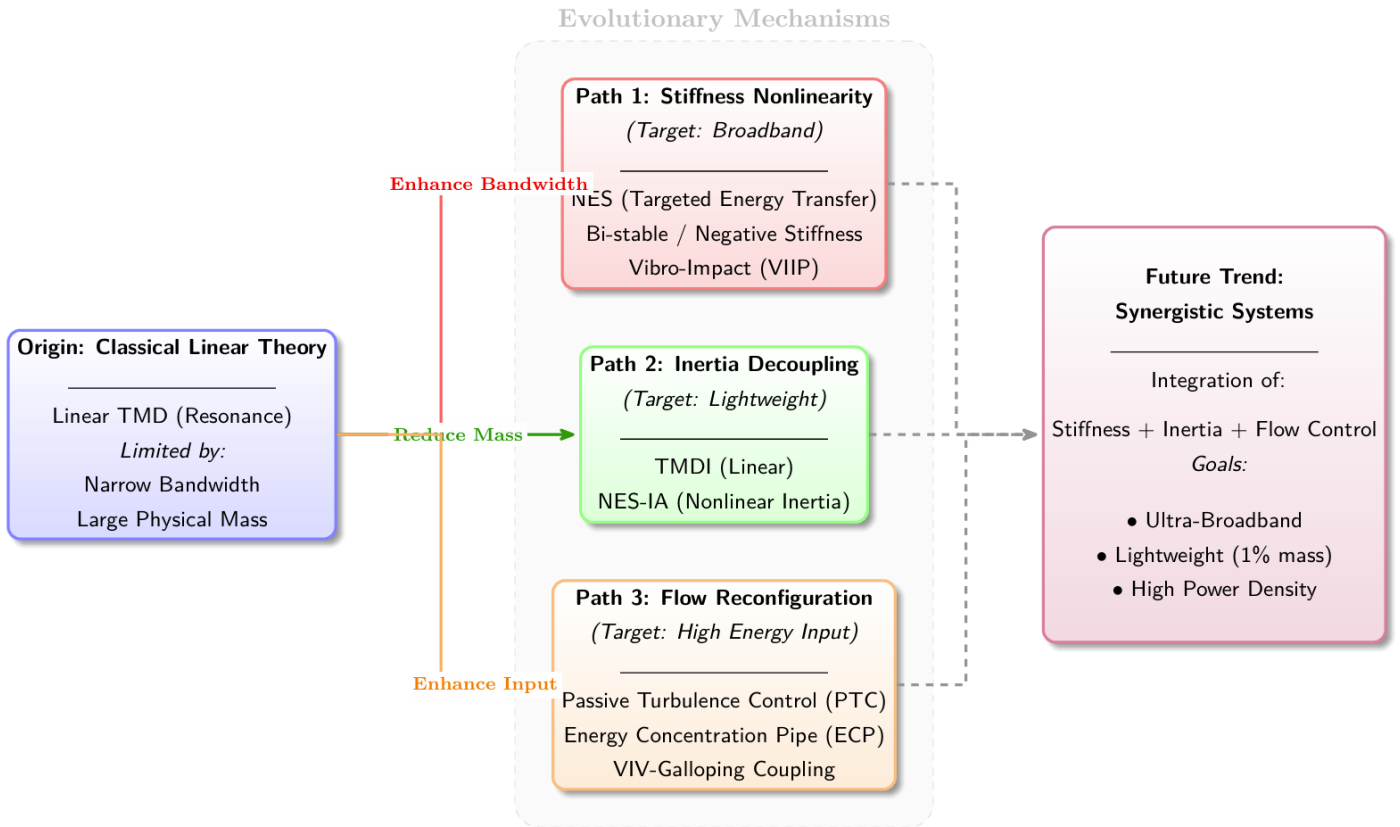 Evolutionary Mechanisms
Origin: Classical Linear Theory
Linear TMD (Resonance)
Limited by:
Narrow Bandwidth
Large Physical Mass
Enhance Bandwidth
Reduce Mass
Enhance Input
Path 1: Stiffness Nonlinearity
(Target: Broadband)
NES (Targeted Energy Transfer)
Bi-stable / Negative Stiffness
Vibro-Impact (VIIP)
Path 2: Inertia Decoupling
(Target: Lightweight)
TMDI (Linear)
NES-IA (Nonlinear Inertia)
Path 3: Flow Reconfiguration
(Target: High Energy Input)
Passive Turbulence Control (PTC)
Energy Concentration Pipe (ECP)
VIV-Galloping Coupling
Future Trend:
Synergistic Systems
Integration of:
Stiffness + Inertia + Flow Control
Goals:
• Ultra-Broadband
• Lightweight (1% mass)
• High Power Density